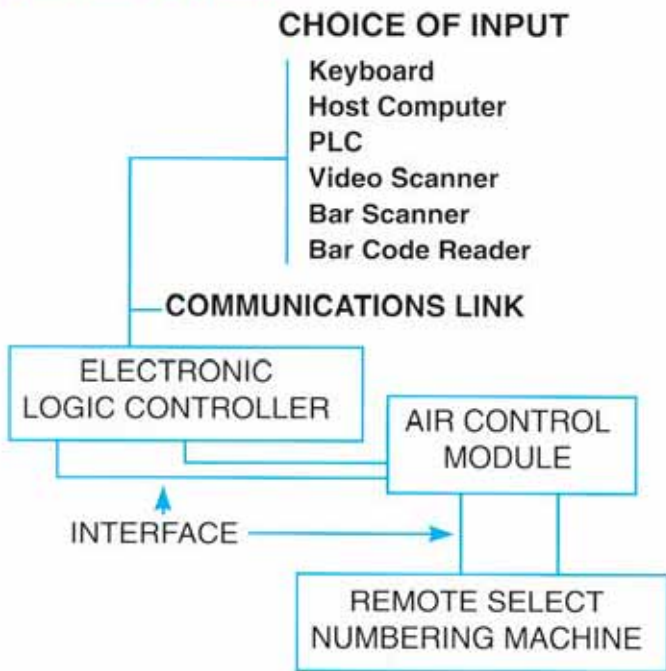 CHOICE OF INPUT
Keyboard
Host Computer
PLC
Video Scanner
Bar Scanner
Bar Code Reader
COMMUNICATIONS LINK
ELECTRONIC
LOGIC CONTROLLER
AIR CONTROL
MODULE
INTERFACE
REMOTE SELECT
NUMBERING MACHINE